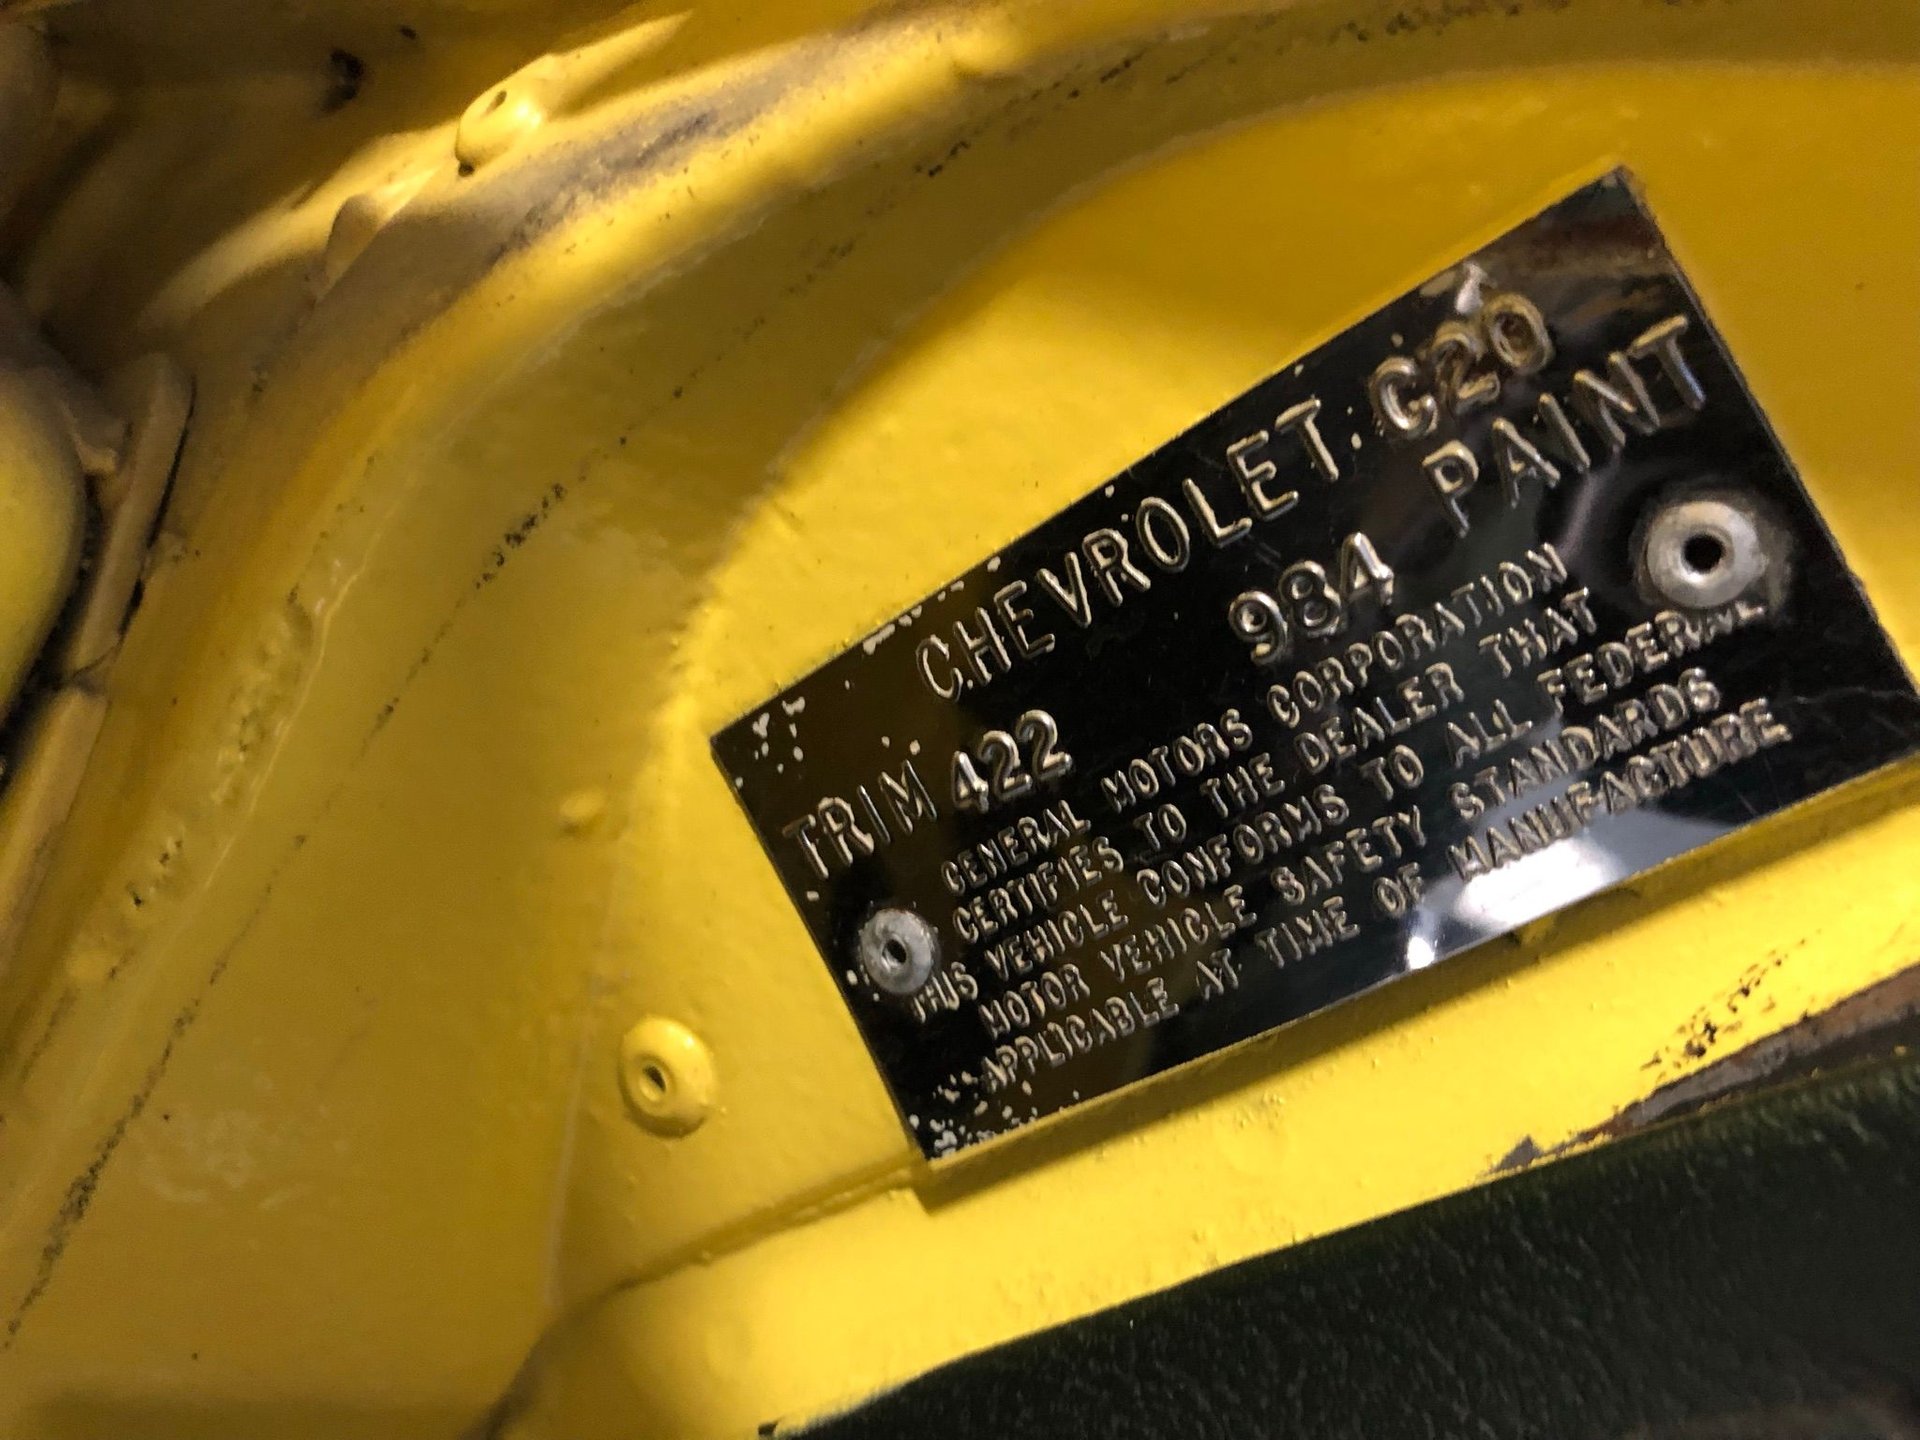 CHEVROLET G20
TRIM 422 984 PAINT
GENERAL MOTORS CORPORATION
CERTIFIES TO THE DEALER THAT
THIS VEHICLE CONFORMS TO ALL FEDERAL
MOTOR VEHICLE SAFETY STANDARDS
APPLICABLE AT TIME OF MANUFACTURE